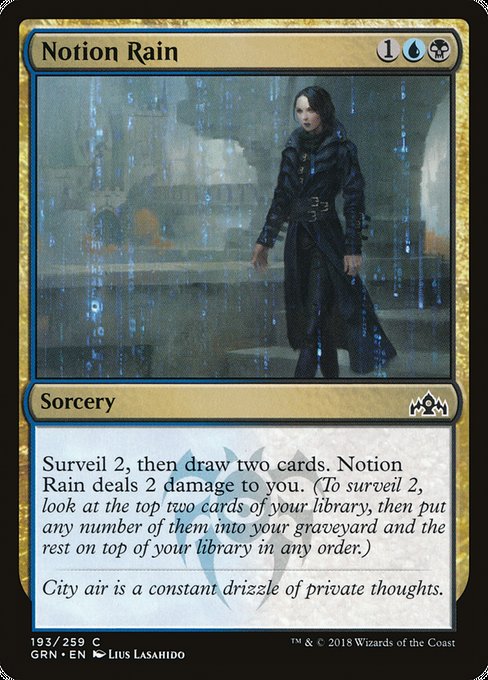 Notion Rain
1
Sorcery
Surveil 2, then draw two cards. Notion
Rain deals 2 damage to you. (To surveil 2,
look at the top two cards of your library, then put
any number of them into your graveyard and the
rest on top of your library in any order.)
City air is a constant drizzle of private thoughts.
193/259 C
GRN • EN Lius Lasahido
™ & © 2018 Wizards of the Coast